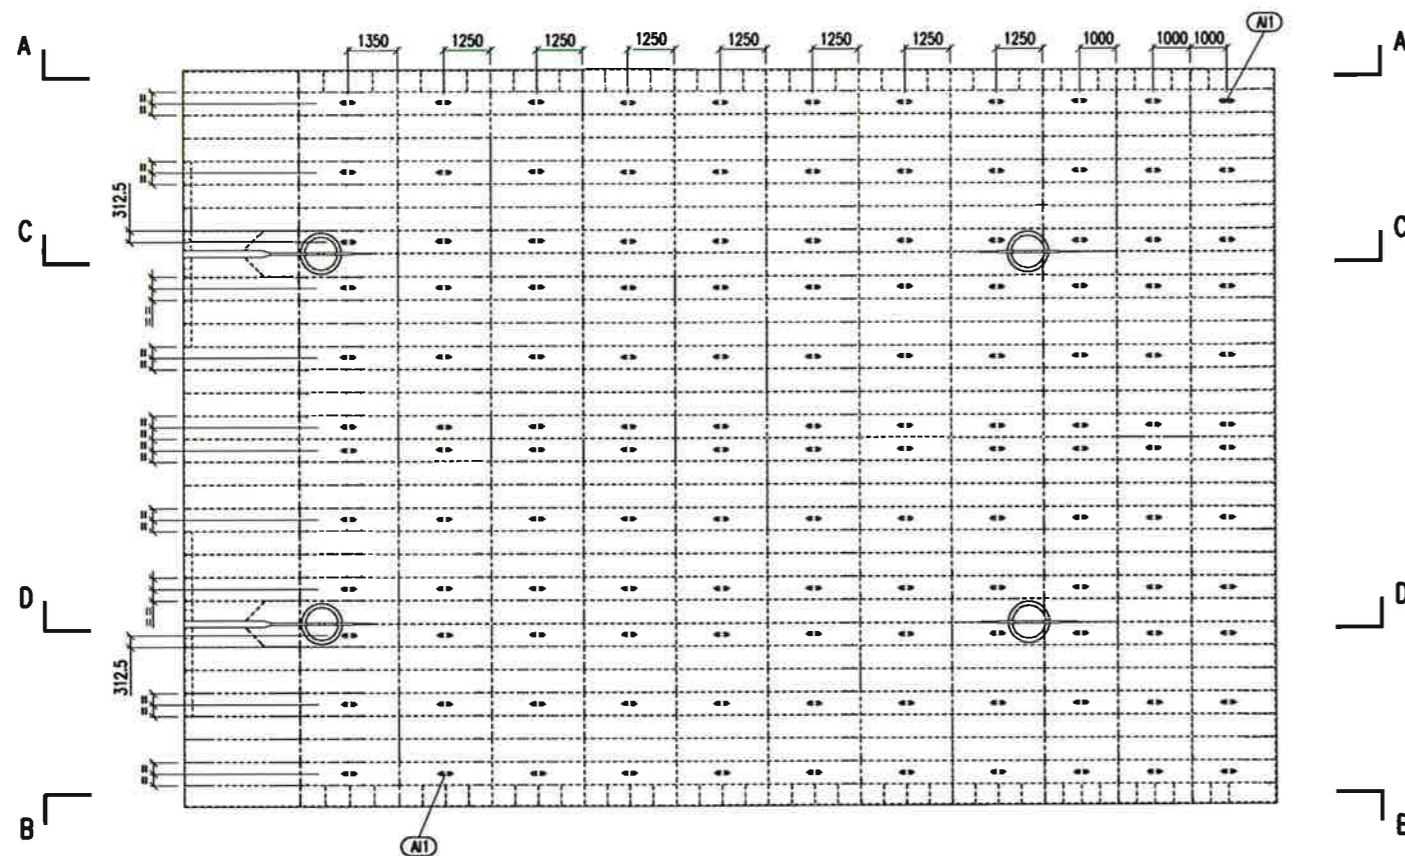 AI1
1350 1250 1250 1250 1250 1250 1250 1250 1000 1000 1000
A A
= =
= =
312.5
C C
= =
= =
= =
= =
= =
= =
D D
312.5
= =
= =
B B
AI1